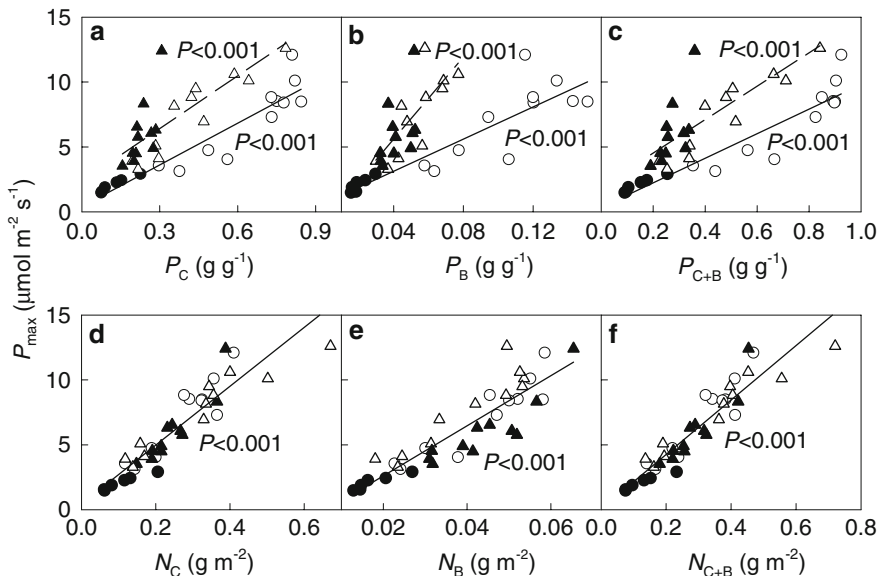 15
10
5
0
a
P<0.001
P<0.001
b
P<0.001
P<0.001
c
P<0.001
P<0.001
0.3 0.6 0.9
0.04 0.08 0.12
0.0 0.2 0.4 0.6 0.8 1.0
P_C (g g⁻¹)
P_B (g g⁻¹)
P_C+B (g g⁻¹)
P_max (μmol m⁻² s⁻¹)
15
10
5
0
d
P<0.001
e
P<0.001
f
P<0.001
0.0 0.2 0.4 0.6
0.02 0.04 0.06
0.0 0.2 0.4 0.6 0.8
N_C (g m⁻²)
N_B (g m⁻²)
N_C+B (g m⁻²)